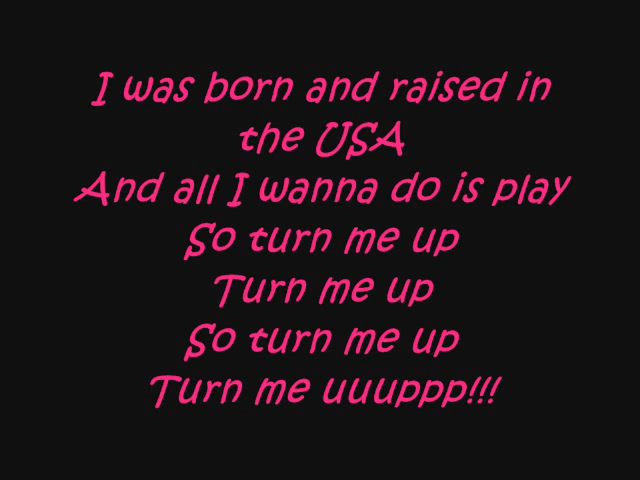 I was born and raised in
the USA
And all I wanna do is play
So turn me up
Turn me up
So turn me up
Turn me uuuppp!!!